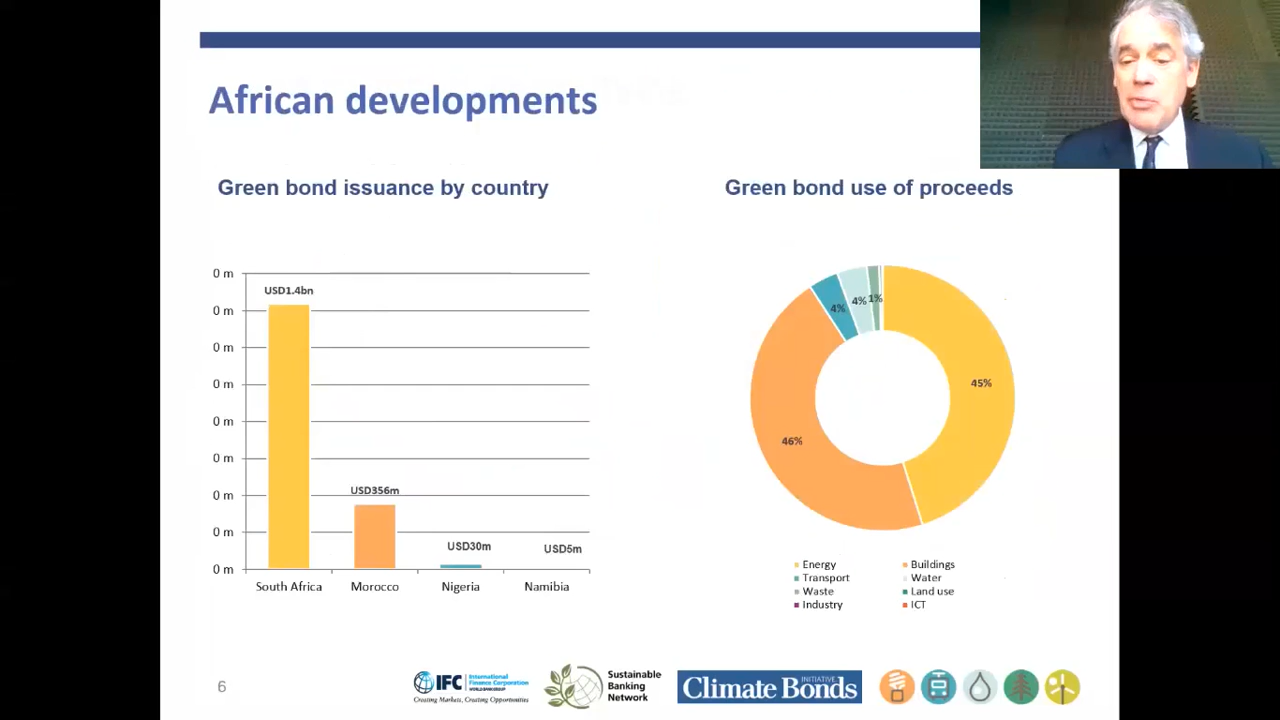 African developments
Green bond issuance by country
Green bond use of proceeds
0 m
0 m
0 m
0 m
0 m
0 m
0 m
0 m
0 m
USD1.4bn
USD356m
USD30m
USD5m
South Africa
Morocco
Nigeria
Namibia
4%
4%
1%
45%
46%
Energy
Buildings
Transport
Water
Waste
Land use
Industry
ICT
6
IFC
International
Finance Corporation
WORLD BANK GROUP
Creating Markets, Creating Opportunities
Sustainable
Banking
Network
Climate Bonds
INITIATIVE